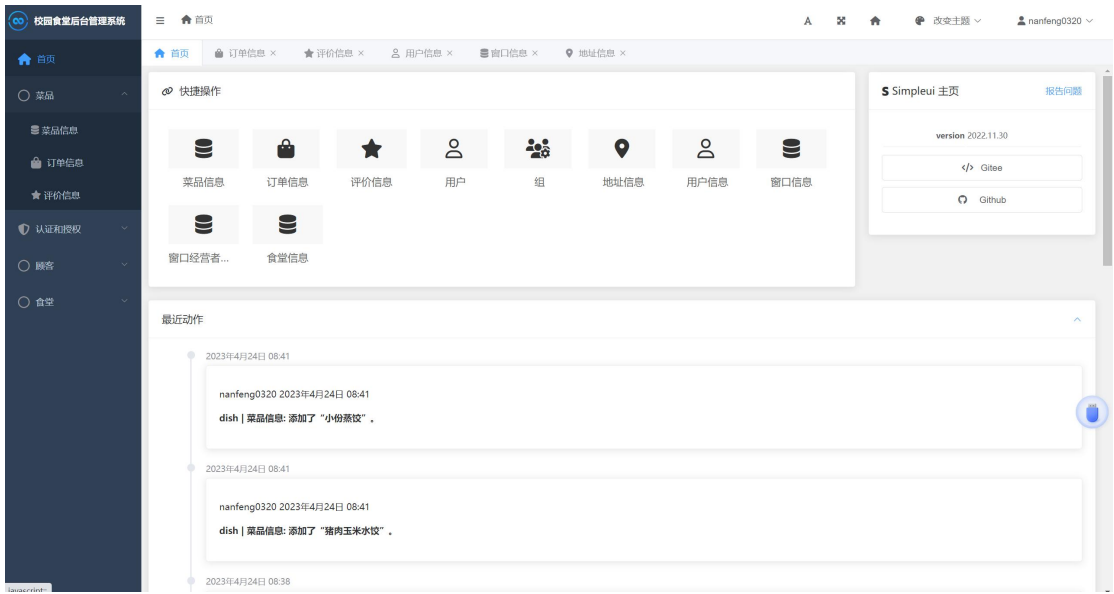 校园食堂后台管理系统
首页
改变主题
nanfeng0320
首页
订单信息 ×
评价信息 ×
用户信息 ×
窗口信息 ×
地址信息 ×
首页
菜品
菜品信息
订单信息
评价信息
认证和授权
顾客
食堂
快捷操作
菜品信息
订单信息
评价信息
用户
组
地址信息
用户信息
窗口信息
窗口经营者...
食堂信息
Simpleui 主页
报告问题
version 2022.11.30
Gitee
Github
最近动作
2023年4月24日 08:41
nanfeng0320 2023年4月24日 08:41
dish | 菜品信息: 添加了“小份蒸饺”。
2023年4月24日 08:41
nanfeng0320 2023年4月24日 08:41
dish | 菜品信息: 添加了“猪肉玉米水饺”。
2023年4月24日 08:38